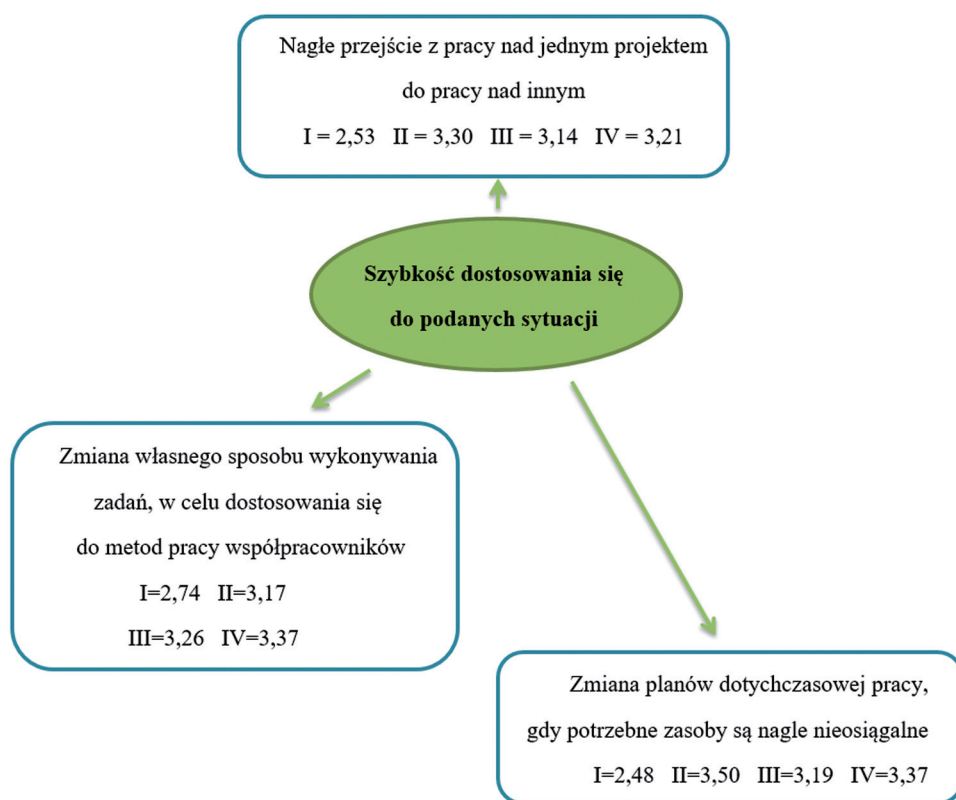 Nagłe przejście z pracy nad jednym projektem
do pracy nad innym
I = 2,53 II = 3,30 III = 3,14 IV = 3,21
Szybkość dostosowania się
do podanych sytuacji
Zmiana własnego sposobu wykonywania
zadań, w celu dostosowania się
do metod pracy współpracowników
I=2,74 II=3,17
III=3,26 IV=3,37
Zmiana planów dotychczasowej pracy,
gdy potrzebne zasoby są nagle nieosiągalne
I=2,48 II=3,50 III=3,19 IV=3,37